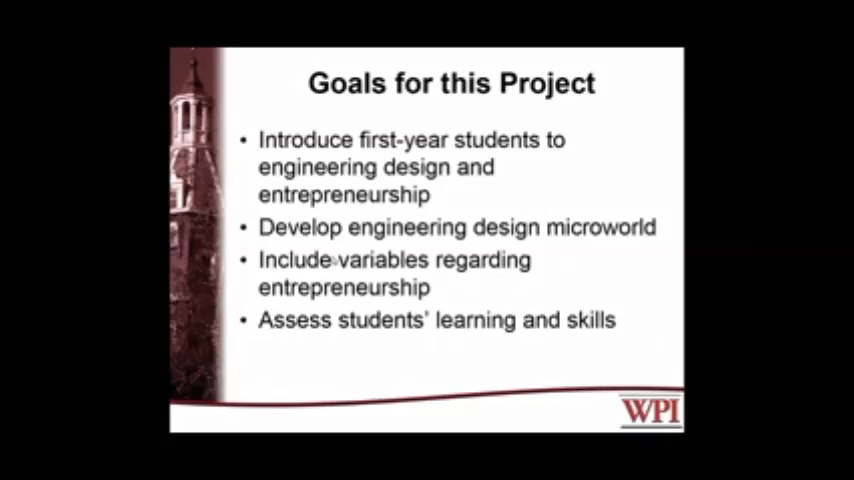 Goals for this Project
• Introduce first-year students to
engineering design and
entrepreneurship
• Develop engineering design microworld
• Include variables regarding
entrepreneurship
• Assess students' learning and skills
WPI